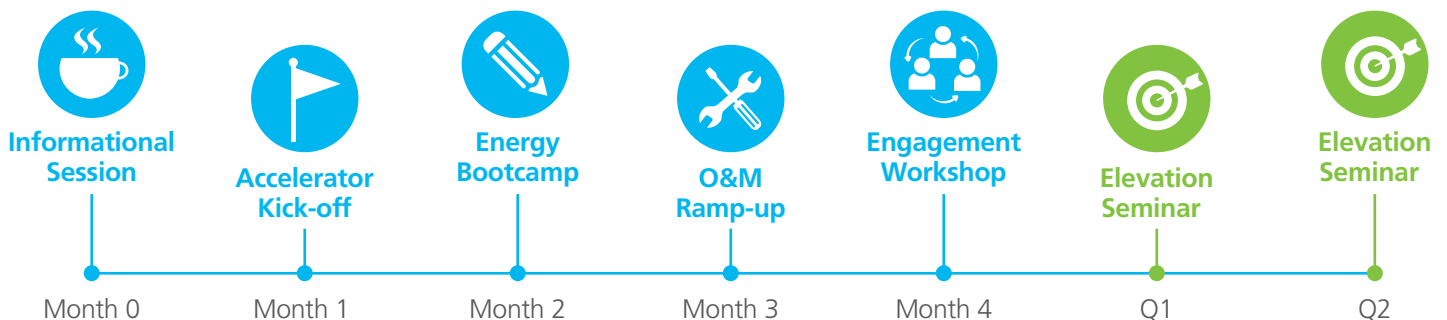 Informational
Session
Accelerator
Kick-off
Energy
Bootcamp
O&M
Ramp-up
Engagement
Workshop
Elevation
Seminar
Elevation
Seminar
Month 0
Month 1
Month 2
Month 3
Month 4
Q1
Q2